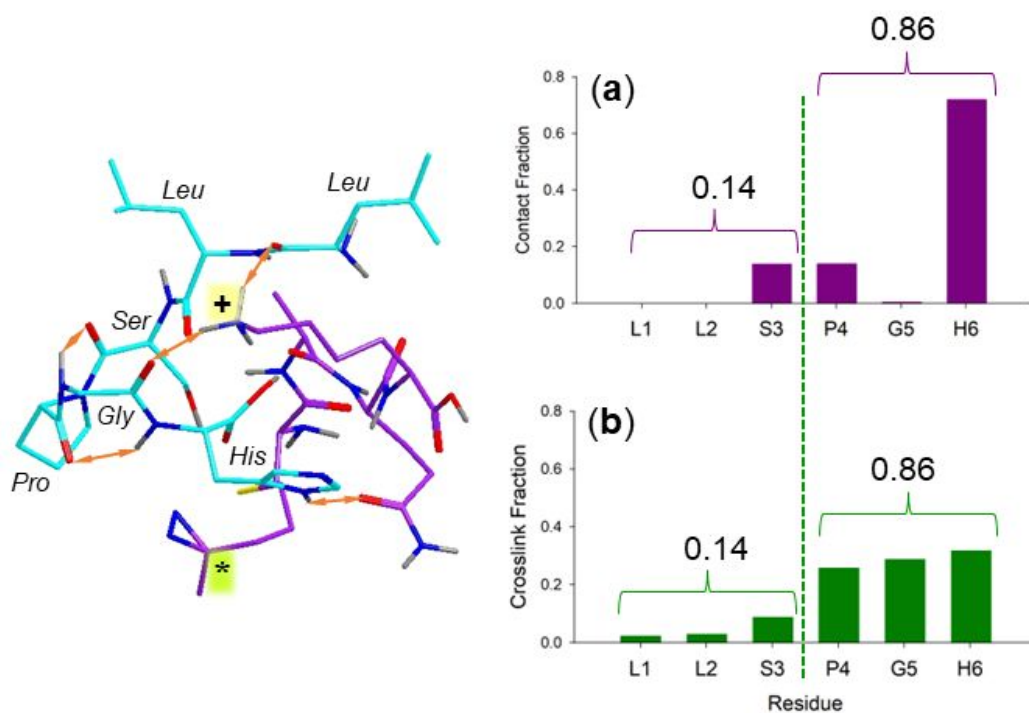 Leu
Leu
+
Ser
Gly
His
Pro
*
(a)
0.86
0.14
Contact Fraction
0.8
0.6
0.4
0.2
0.0
L1 L2 S3 P4 G5 H6
(b)
0.86
0.14
Crosslink Fraction
0.8
0.6
0.4
0.2
0.0
L1 L2 S3 P4 G5 H6
Residue